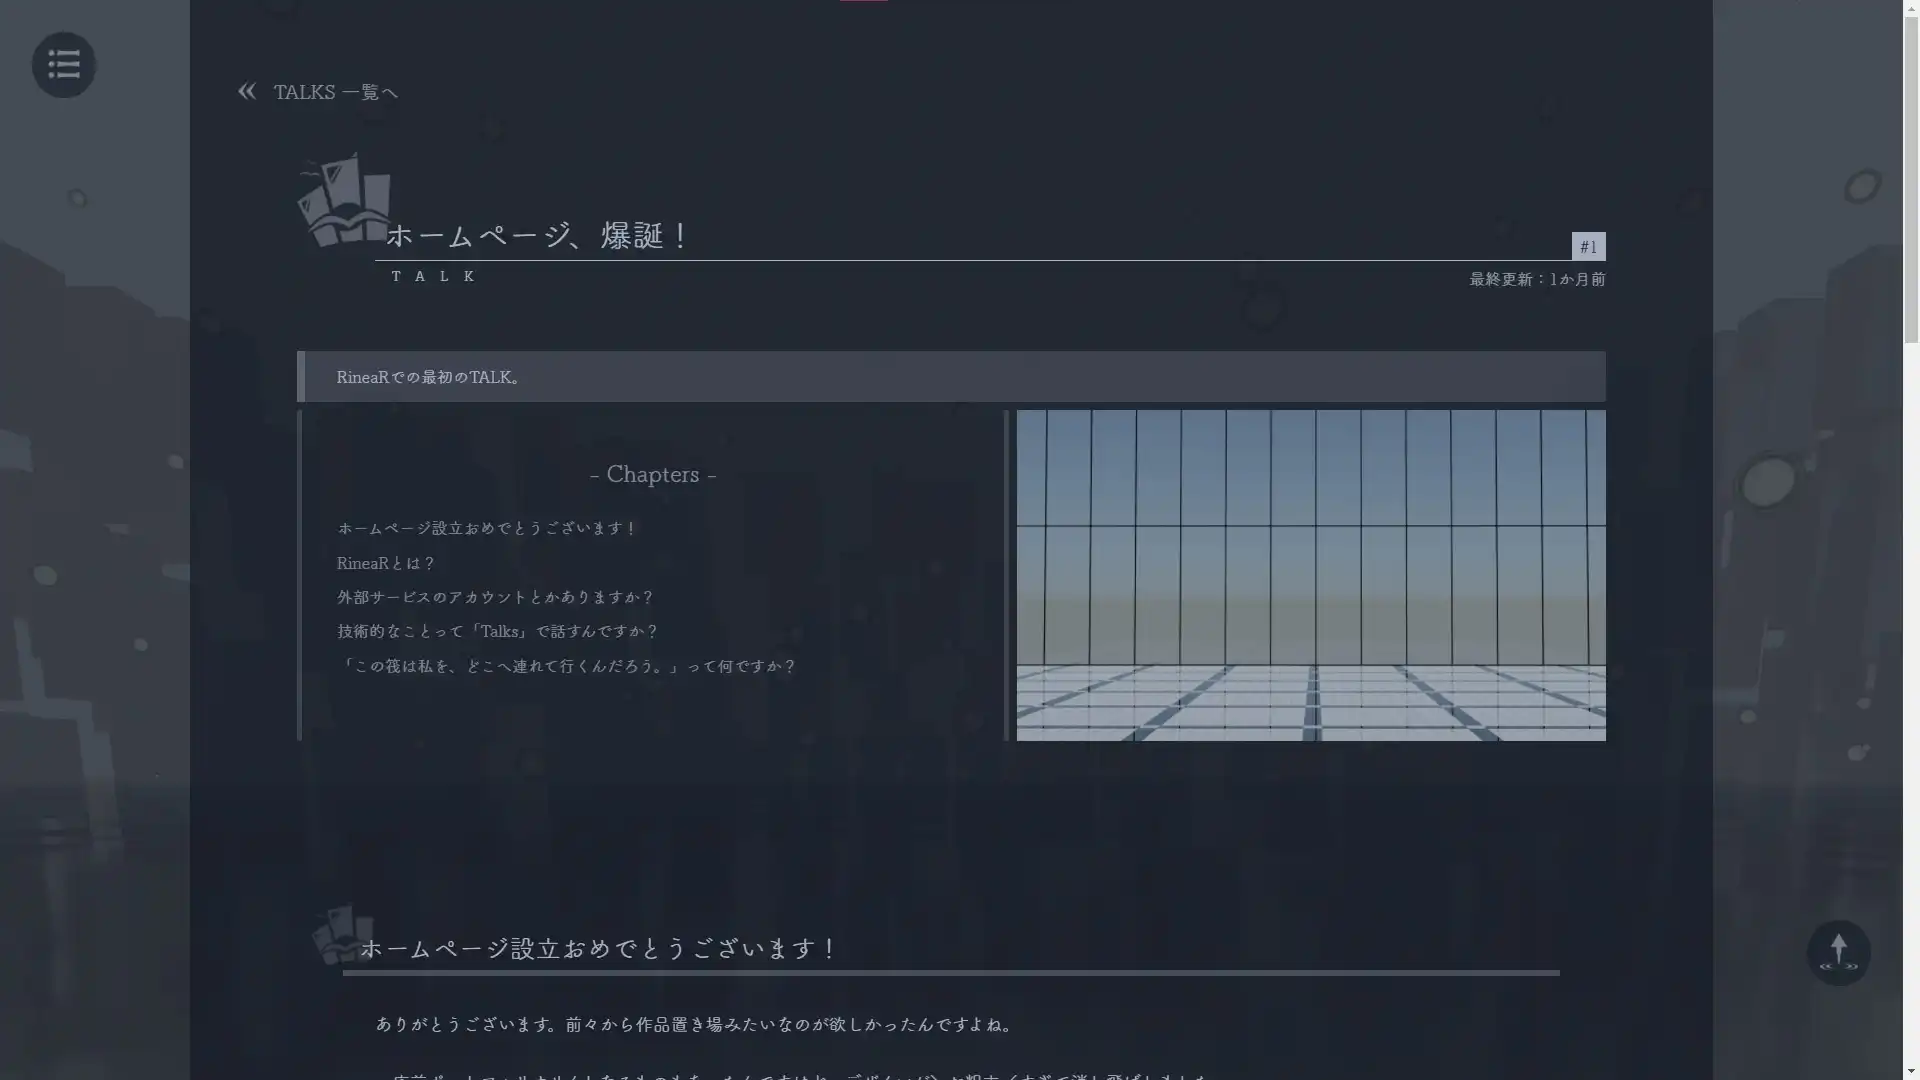 TALKS 一覧へ
ホームページ、爆誕！
#1
TALK
最終更新：1か月前
RineaRでの最初のTALK。
- Chapters -
ホームページ設立おめでとうございます！
RineaRとは？
外部サービスのアカウントとかありますか？
技術的なことって「Talks」で話すんですか？
「この筏は私を、どこへ連れて行くんだろう。」って何ですか？
ホームページ設立おめでとうございます！
ありがとうございます。前々から作品置き場みたいなのが欲しかったんですよね。